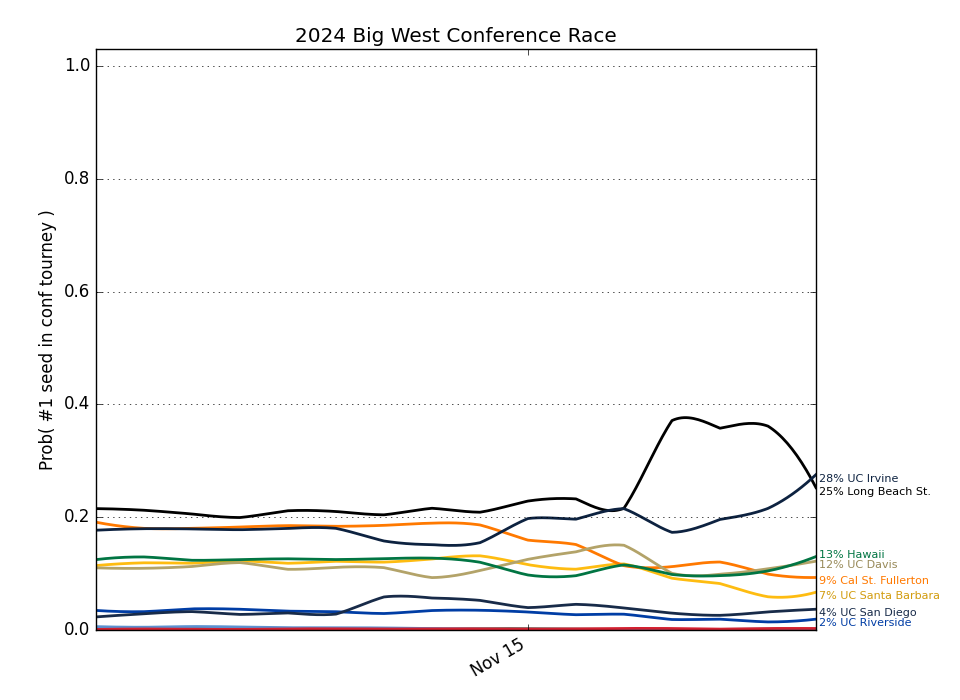 2024 Big West Conference Race
Prob( #1 seed in conf tourney )
1.0
0.8
0.6
0.4
0.2
0.0
Nov 15
28% UC Irvine
25% Long Beach St.
13% Hawaii
12% UC Davis
9% Cal St. Fullerton
7% UC Santa Barbara
4% UC San Diego
2% UC Riverside